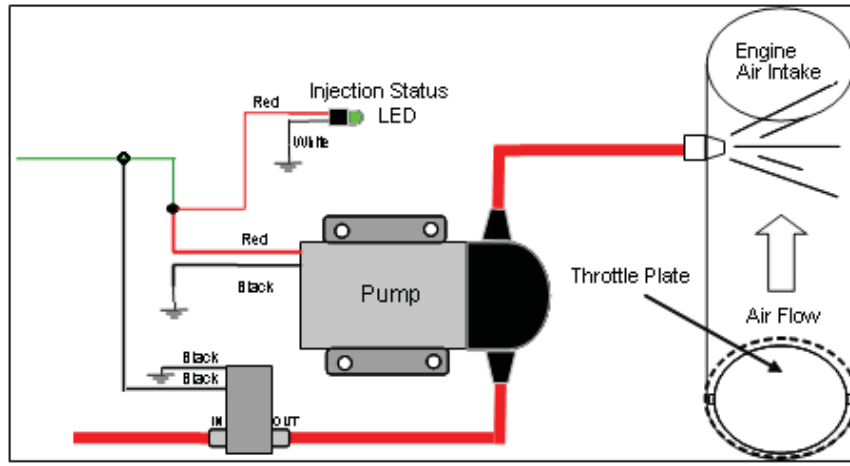 Engine
Air Intake
Injection Status
LED
Red
White
Red
Black
Pump
Throttle Plate
Air Flow
Black
Black
IN
OUT